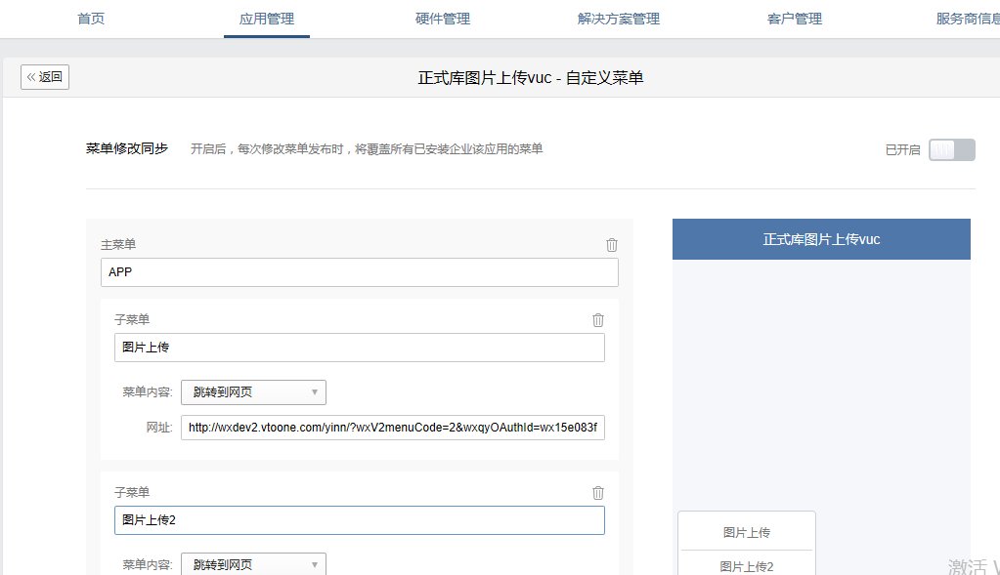 首页 应用管理 硬件管理 解决方案管理 客户管理 服务商信息
«返回 正式库图片上传vuc - 自定义菜单
菜单修改同步 开启后，每次修改菜单发布时，将覆盖所有已安装企业该应用的菜单 已开启
主菜单
正式库图片上传vuc
APP
子菜单
图片上传
菜单内容: 跳转到网页
网址: http://wxdev2.vtoone.com/yinn/?wxV2menuCode=2&wxqyOAuthId=wx15e083f
子菜单
图片上传2
图片上传
菜单内容: 跳转到网页
图片上传2
激活